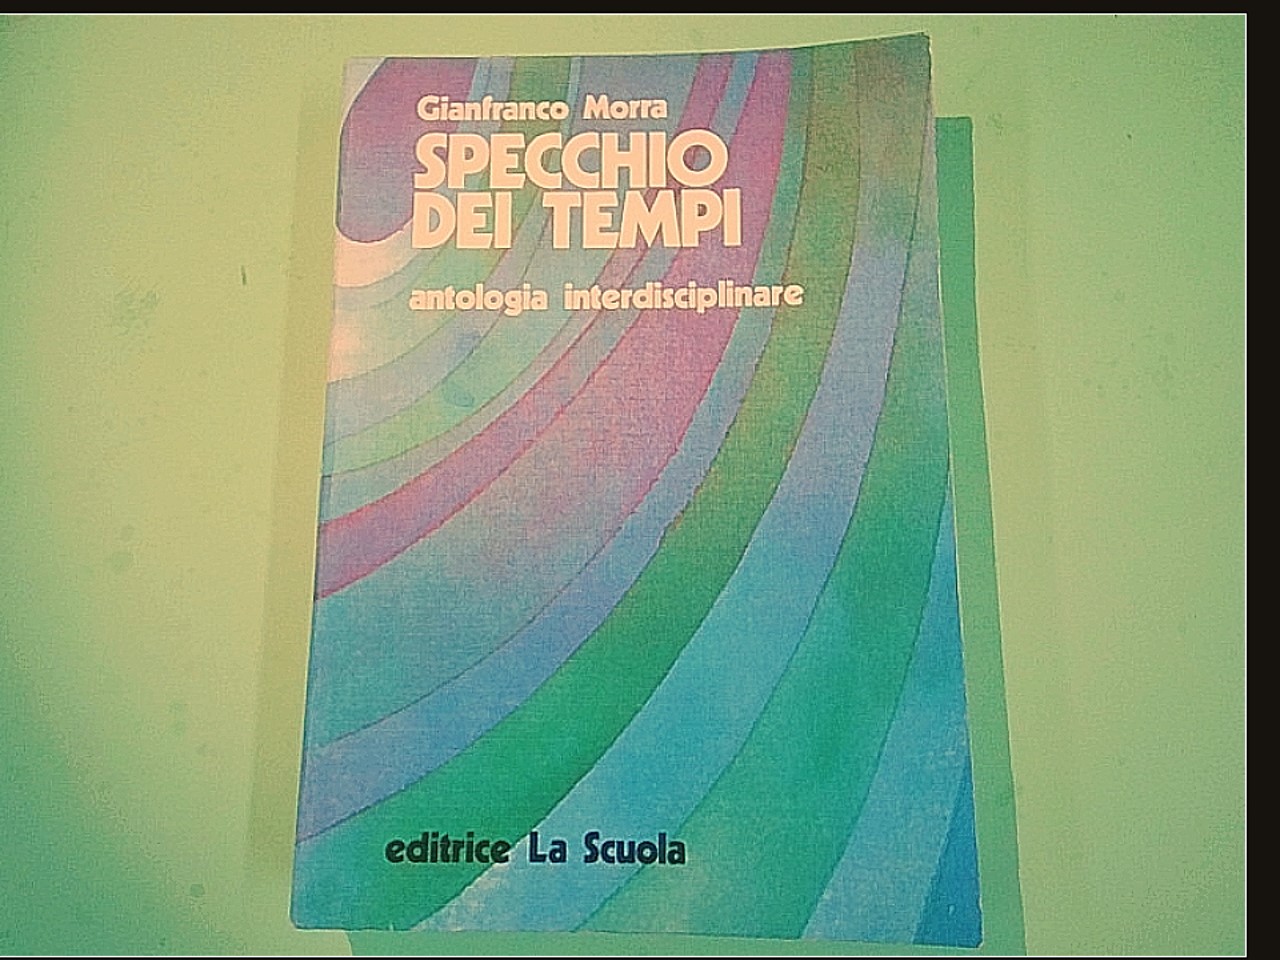 Gianfranco Morra
SPECCHIO
DEI TEMPI
antologia interdisciplinare
editrice La Scuola